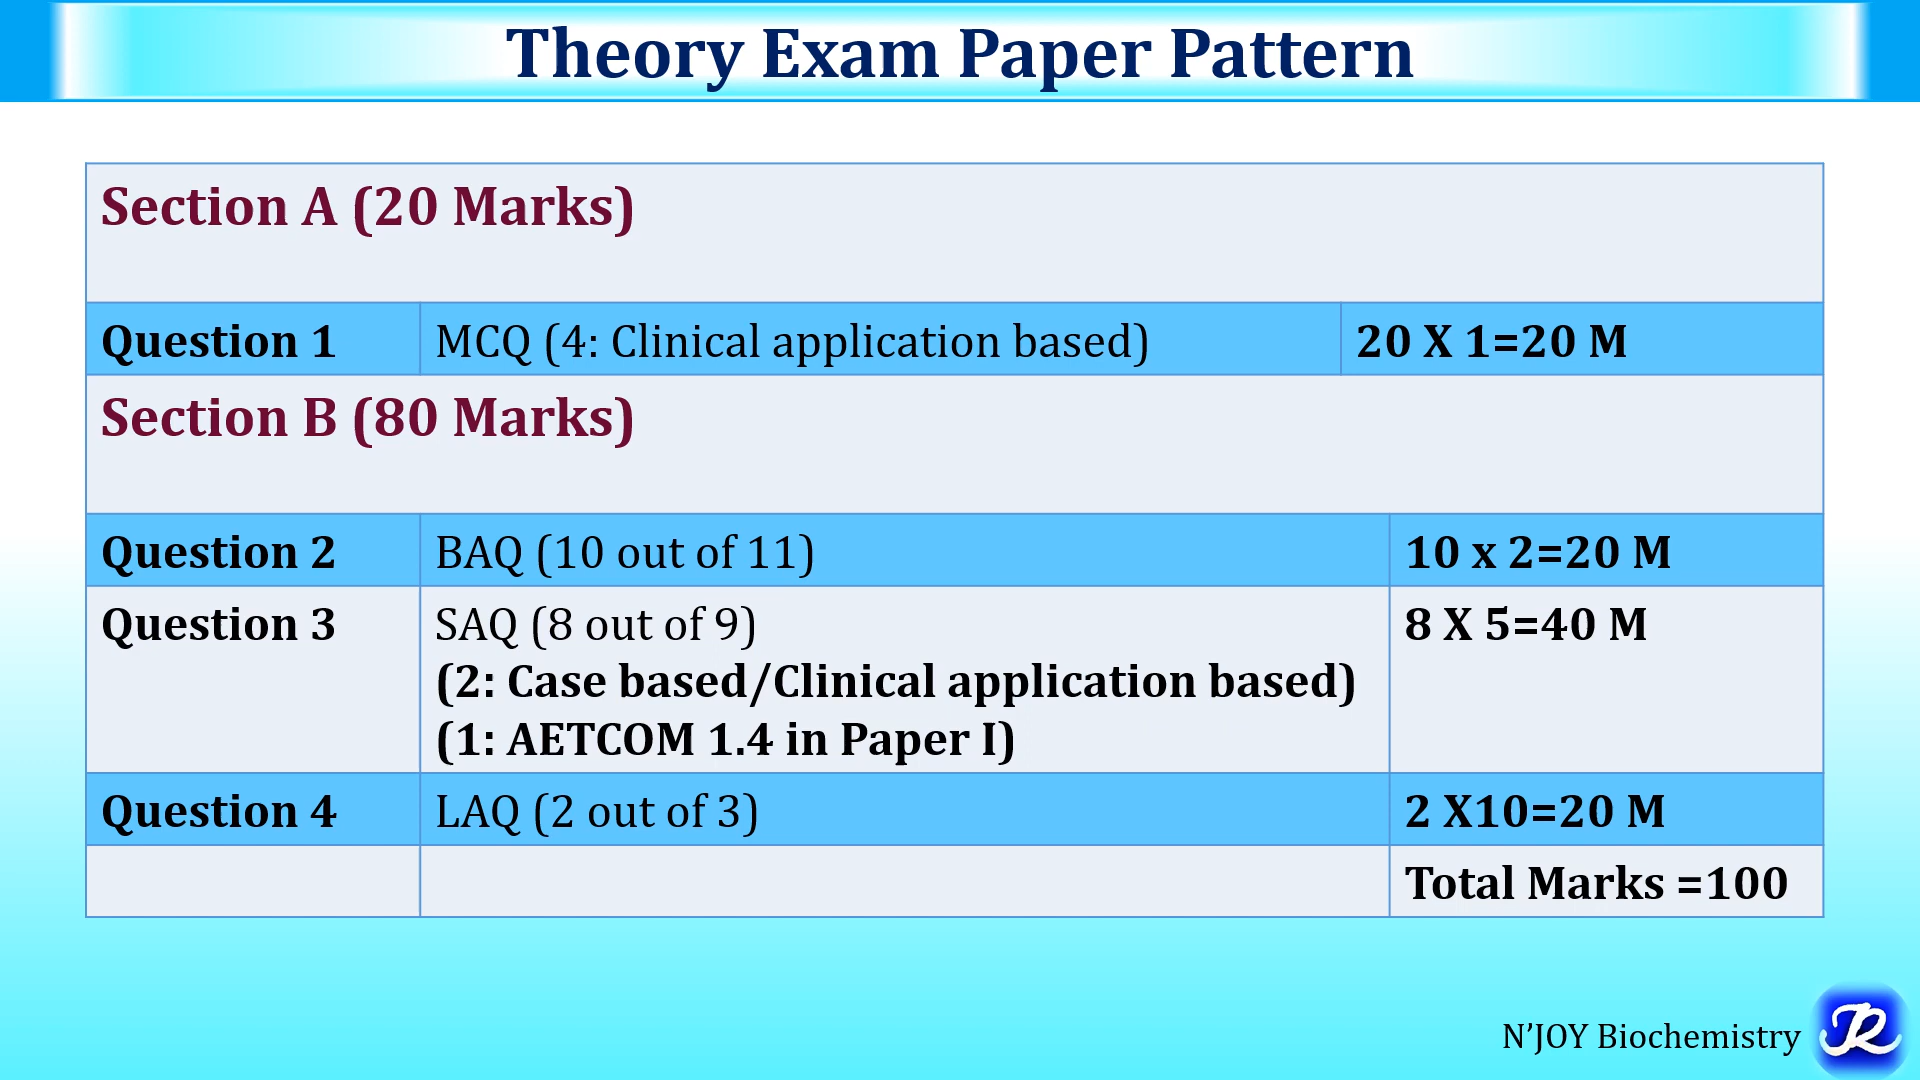 Theory Exam Paper Pattern
Section A (20 Marks)
Question 1 MCQ (4: Clinical application based) 20 X 1=20 M
Section B (80 Marks)
Question 2 BAQ (10 out of 11) 10 x 2=20 M
Question 3 SAQ (8 out of 9) 8 X 5=40 M
(2: Case based/Clinical application based)
(1: AETCOM 1.4 in Paper I)
Question 4 LAQ (2 out of 3) 2 X10=20 M
Total Marks =100
N’JOY Biochemistry
JR